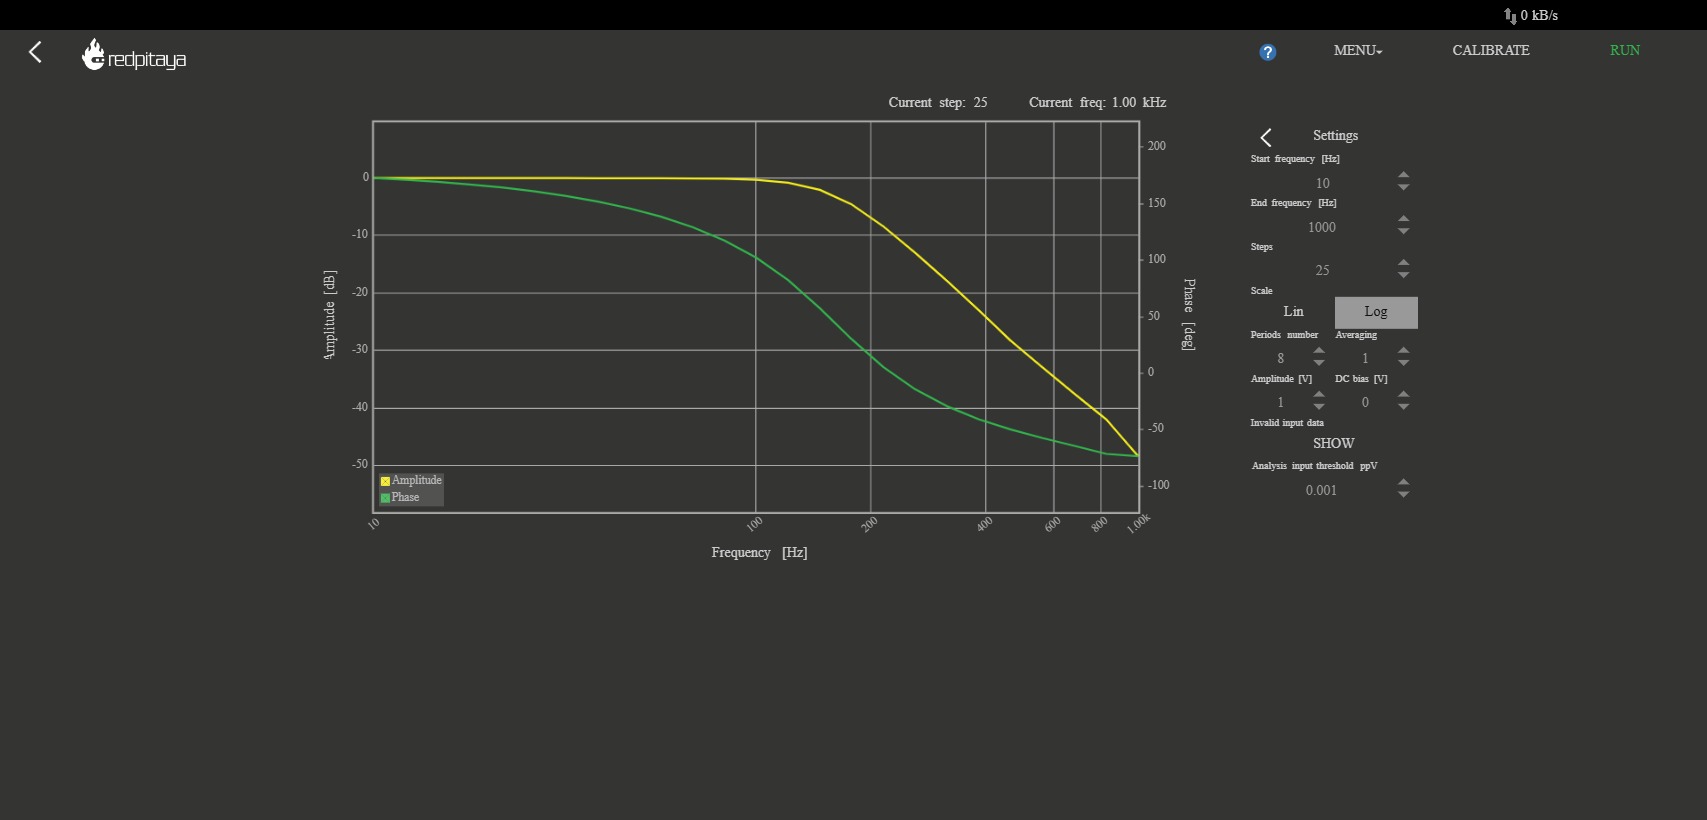 0 kB/s
redpitaya
? MENU CALIBRATE RUN
Current step: 25 Current freq: 1.00 kHz
Amplitude [dB]
0
-10
-20
-30
-40
-50
200
150
100
50
0
-50
-100
Phase [deg]
Amplitude
Phase
10 100 200 400 600 800 1.00k
Frequency [Hz]
Settings
Start frequency [Hz]
10
End frequency [Hz]
1000
Steps
25
Scale
Lin Log
Periods number Averaging
8 1
Amplitude [V] DC bias [V]
1 0
Invalid input data
SHOW
Analysis input threshold ppV
0.001